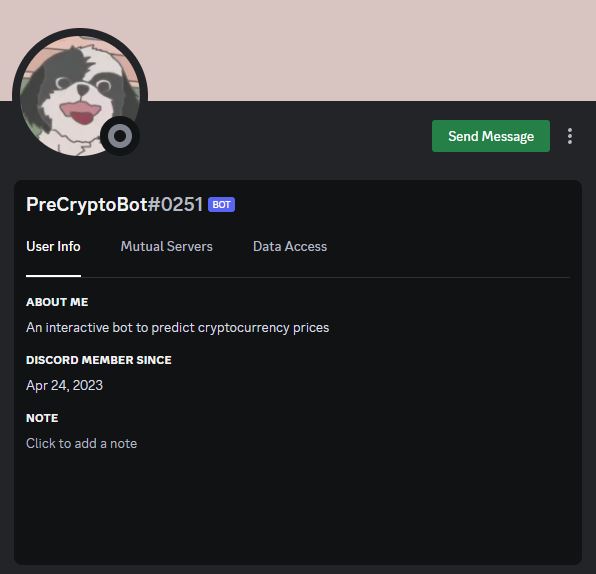 Send Message
PreCryptoBot#0251 BOT
User Info Mutual Servers Data Access
ABOUT ME
An interactive bot to predict cryptocurrency prices
DISCORD MEMBER SINCE
Apr 24, 2023
NOTE
Click to add a note